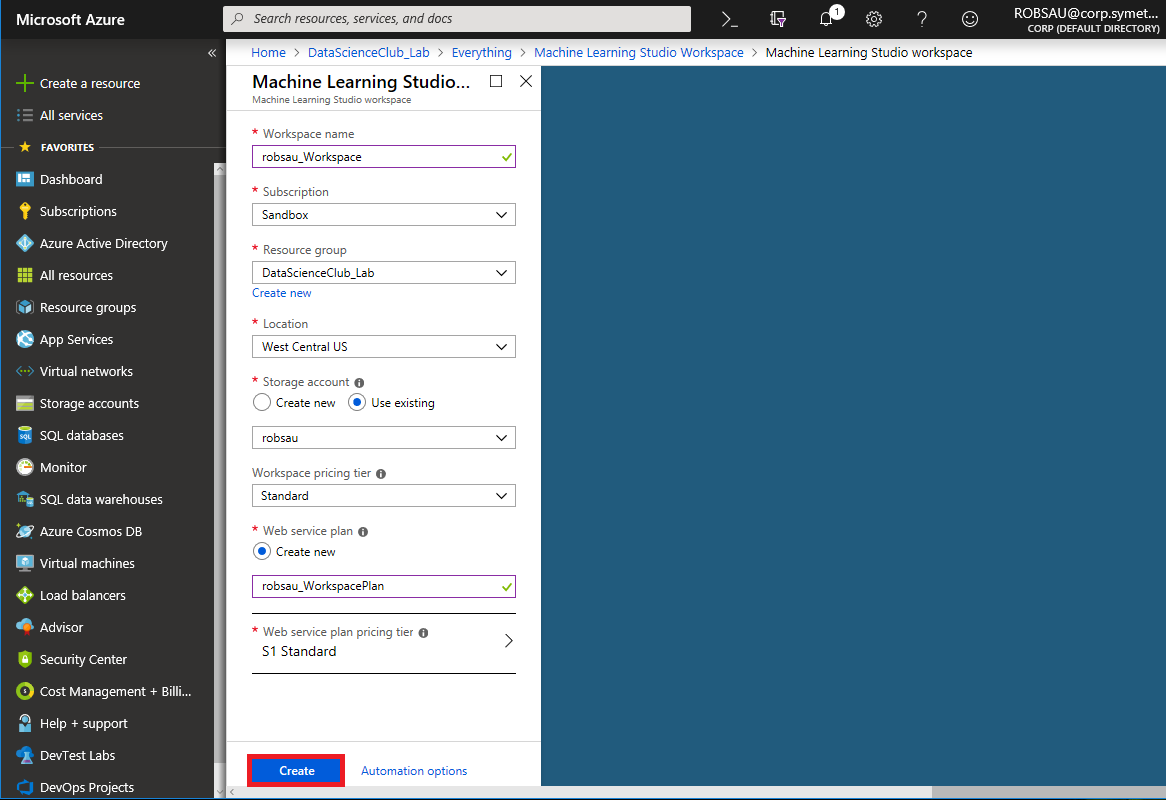 Microsoft Azure
Search resources, services, and docs
1
ROBSAU@corp.symet...
CORP (DEFAULT DIRECTORY)
Home > DataScienceClub_Lab > Everything > Machine Learning Studio Workspace > Machine Learning Studio workspace
Create a resource
All services
FAVORITES
Dashboard
Subscriptions
Azure Active Directory
All resources
Resource groups
App Services
Virtual networks
Storage accounts
SQL databases
Monitor
SQL data warehouses
Azure Cosmos DB
Virtual machines
Load balancers
Advisor
Security Center
Cost Management + Billi...
Help + support
DevTest Labs
DevOps Projects
Machine Learning Studio...
Machine Learning Studio workspace
* Workspace name
robsau_Workspace
* Subscription
Sandbox
* Resource group
DataScienceClub_Lab
Create new
* Location
West Central US
* Storage account
Create new Use existing
robsau
Workspace pricing tier
Standard
* Web service plan
Create new
robsau_WorkspacePlan
* Web service plan pricing tier
S1 Standard
Create Automation options